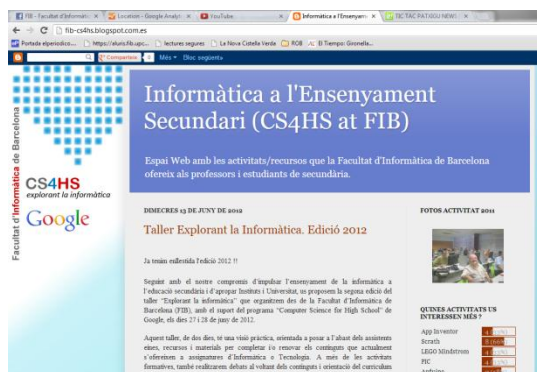 FIB - Facultat d'Informàtic
Location - Google Analyt
YouTube
Informàtica a l'Ensenyam
TIC TAC PATXGU NEW!
fib-cs4hs.blogspot.com.es
Portada elperiodico....
https://atunis.fib.upc...
lectures segures
La Nova Cistella Verde
ROB
El Tiempo: Gironella...
Comparteix
Més
Bloc següent»
Informàtica a l'Ensenyament
Secundari (CS4HS at FIB)
Espai Web amb les activitats/recursos que la Facultat d'Informàtica de Barcelona
ofereix als professors i estudiants de secundària.
Facultat d'Informàtica de Barcelona
CS4HS
explorant la informàtica
Google
DIMECRES 13 DE JUNY DE 2012
Taller Explorant la Informàtica. Edició 2012
Ja tenim enllestida l'edició 2012 !!
Seguint amb el nostre compromís d'impulsar l'ensenyament de la informàtica a
l'educació secundària i d'apropar Instituts i Universitat, us proposem la segona edició del
taller "Explorant la informàtica" que organitzem des de la Facultat d'Informàtica de
Barcelona (FIB), amb el suport del programa "Computer Science for High School" de
Google, els dies 27 i 28 de juny de 2012.
Aquest taller, de dos dies, té una visió pràctica, orientada a posar a l'abast dels assistents
eines, recursos i materials per completar i/o renovar els continguts que actualment
s'ofereixen a assignatures d'Informàtica o Tecnologia. A més de les activitats
formatives, també realitzarem debats al voltant dels continguts i orientació del currículum
FOTOS ACTIVITAT 2011
QUINES ACTIVITATS US
INTERESSEN MÉS ?
App Inventor
Scrath
LEGO Mindstrom
PIC
Arduino